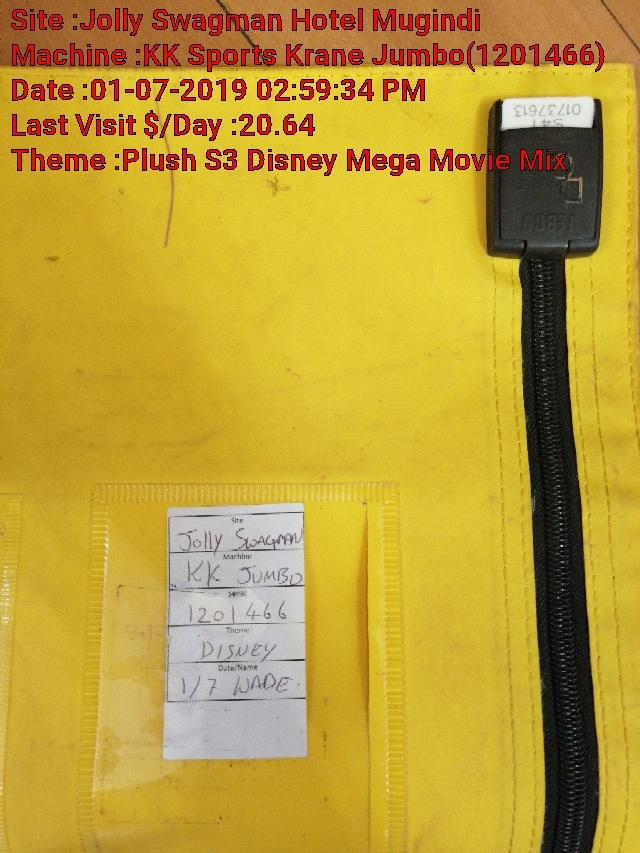 Site :Jolly Swagman Hotel Mugindi
Machine :KK Sports Krane Jumbo(1201466)
Date :01-07-2019 02:59:34 PM
Last Visit $/Day :20.64
Theme :Plush S3 Disney Mega Movie Mix
S41
01737613
Site
Jolly SWAGMAN
Machine
KK JUMBO
Serial
1201466
Theme
DISNEY
Date/Name
1/7 WADE.